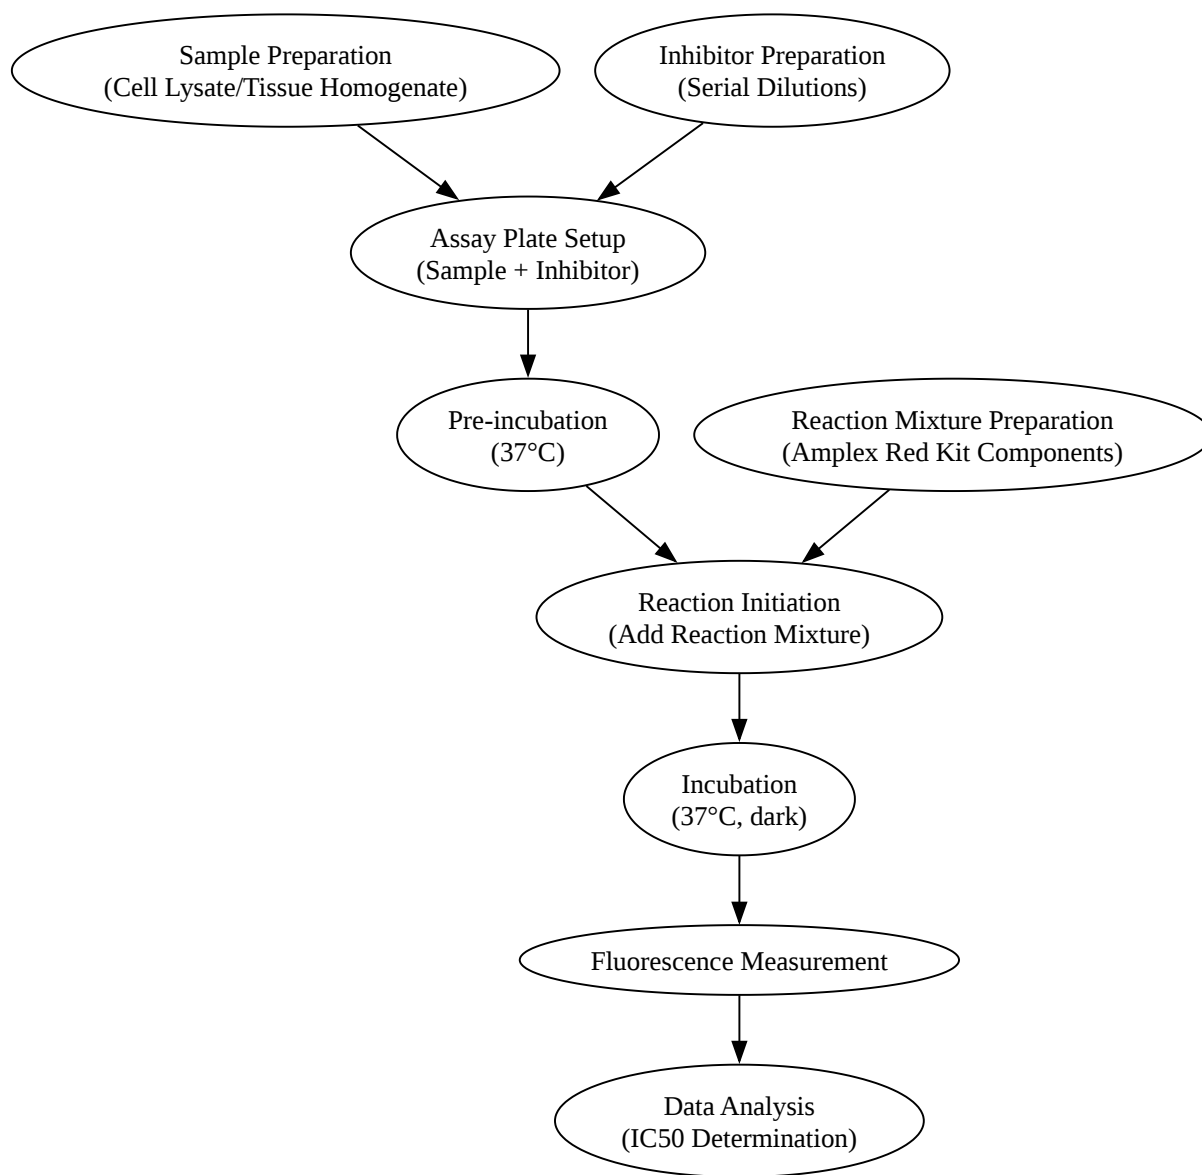 Sample Preparation
(Cell Lysate/Tissue Homogenate)
Inhibitor Preparation
(Serial Dilutions)
Assay Plate Setup
(Sample + Inhibitor)
Pre-incubation
(37°C)
Reaction Mixture Preparation
(Amplex Red Kit Components)
Reaction Initiation
(Add Reaction Mixture)
Incubation
(37°C, dark)
Fluorescence Measurement
Data Analysis
(IC50 Determination)